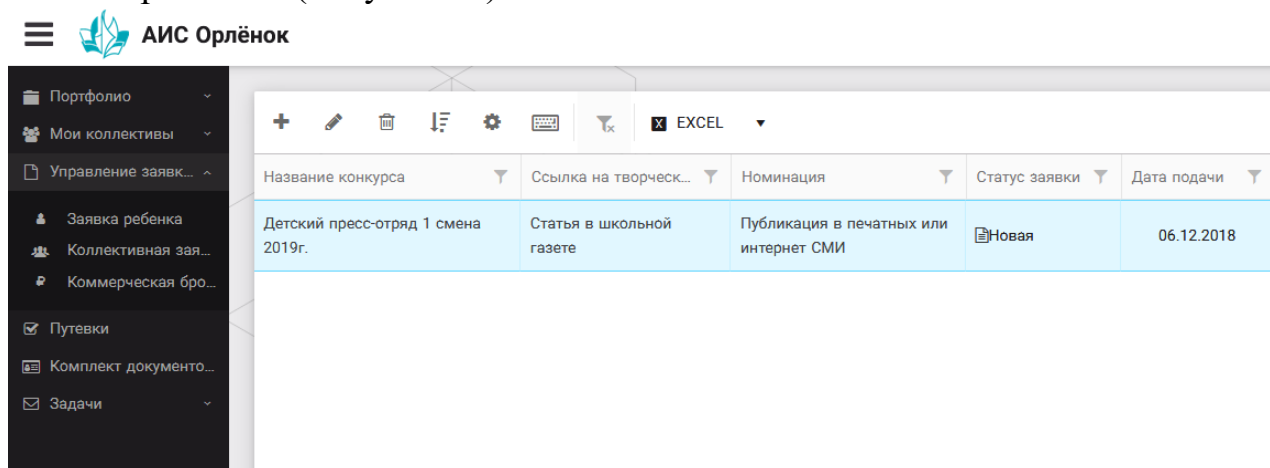 АИС Орлёнок
Портфолио
Мои коллективы
Управление заявк...
Заявка ребенка
Коллективная зая...
Коммерческая бро...
Путевки
Комплект документо...
Задачи
X EXCEL
Название конкурса
Ссылка на творческ...
Номинация
Статус заявки
Дата подачи
Детский пресс-отряд 1 смена
2019г.
Статья в школьной
газете
Публикация в печатных или
интернет СМИ
Новая
06.12.2018